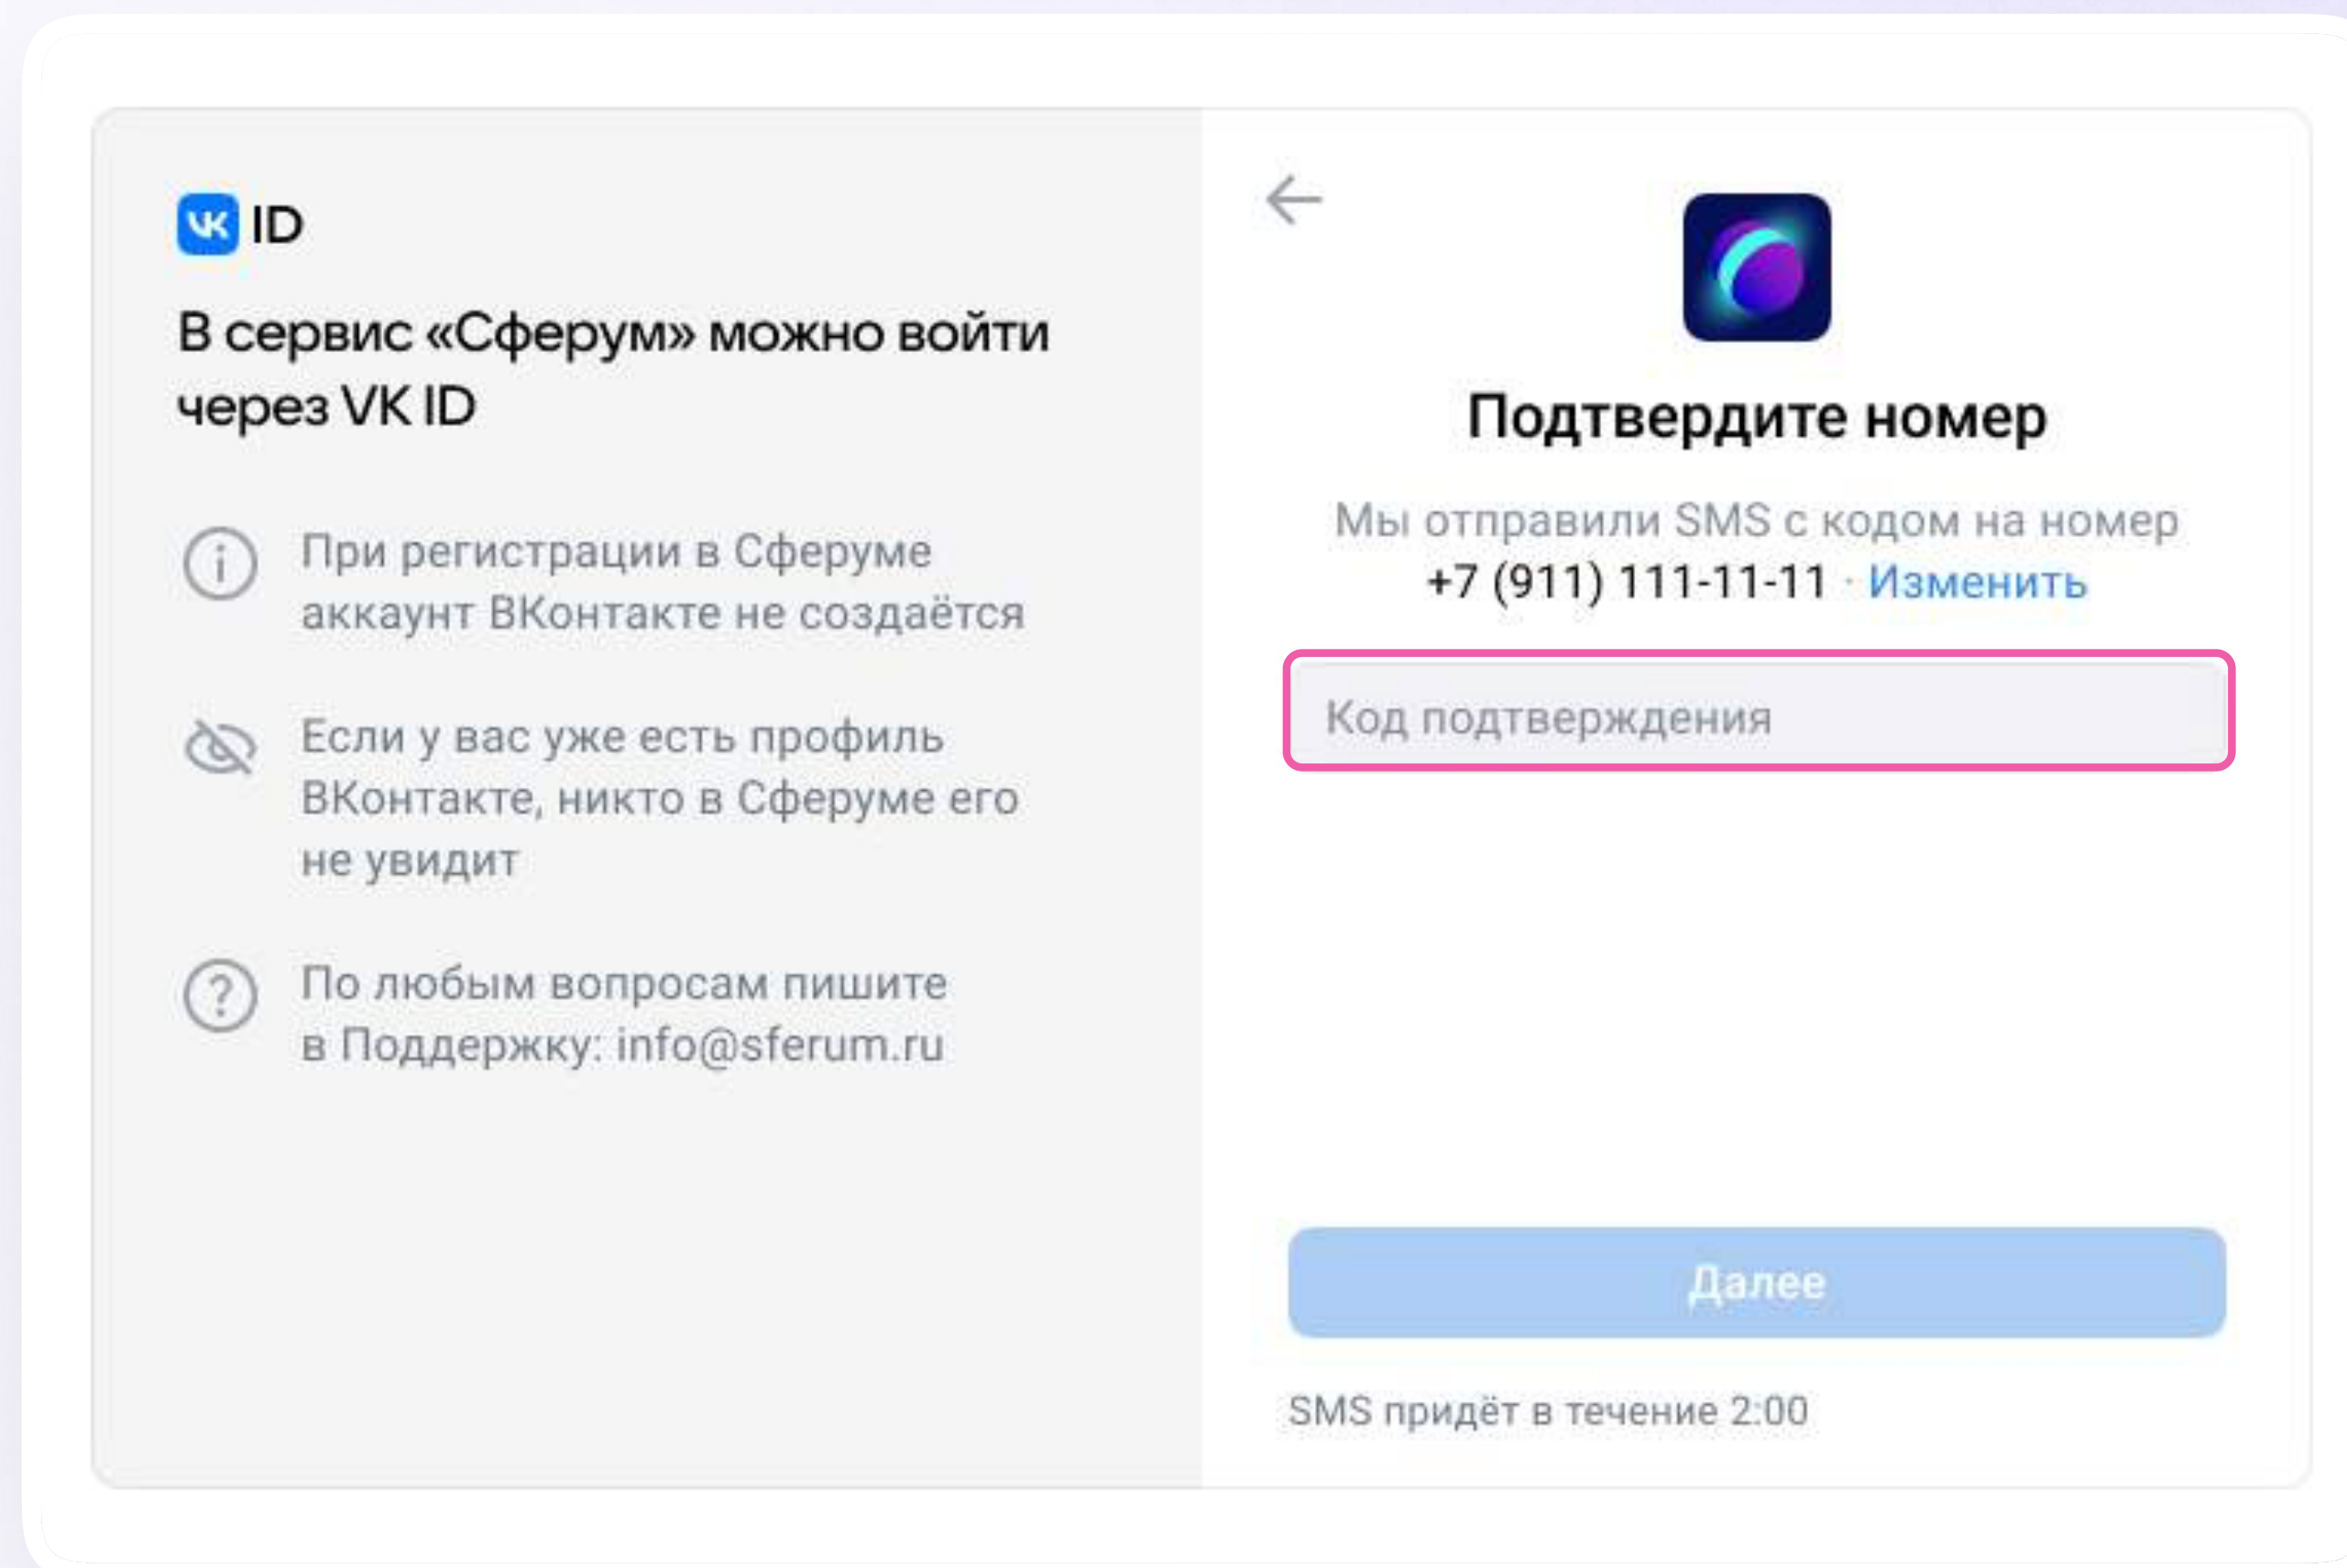 VK ID
В сервис «Сферум» можно войти
через VK ID
При регистрации в Сферуме
аккаунт ВКонтакте не создаётся
Если у вас уже есть профиль
ВКонтакте, никто в Сферуме его
не увидит
По любым вопросам пишите
в Поддержку: info@sferum.ru
Подтвердите номер
Мы отправили SMS с кодом на номер
+7 (911) 111-11-11 · Изменить
Код подтверждения
Далее
SMS придёт в течение 2:00